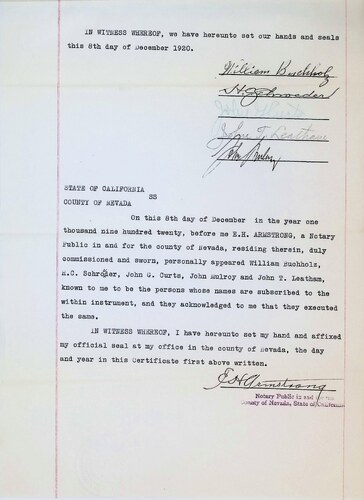 IN WITNESS WHEREOF, we have hereunto set our hands and seals
this 8th day of December 1920.
William Buchholz
H.C. Schroeder
John G. Curts
John T. Leatham
John Mulroy
STATE OF CALIFORNIA
SS
COUNTY OF NEVADA
On this 8th day of December in the year one
thousand nine hundred twenty, before me E.H. ARMSTRONG, a Notary
Public in and for the county of Nevada, residing therein, duly
commissioned and sworn, personally appeared William Buchholz,
H.C. Schroder, John G. Curts, John Mulroy and John T. Leatham,
known to me to be the persons whose names are subscribed to the
within instrument, and they acknowledged to me that they executed
the same.
IN WITNESS WHEREOF, I have hereunto set my hand and affixed
my official seal at my office in the county of Nevada, the day
and year in this Certificate first above written.
E H Armstrong
Notary Public in and for the
County of Nevada, State of California